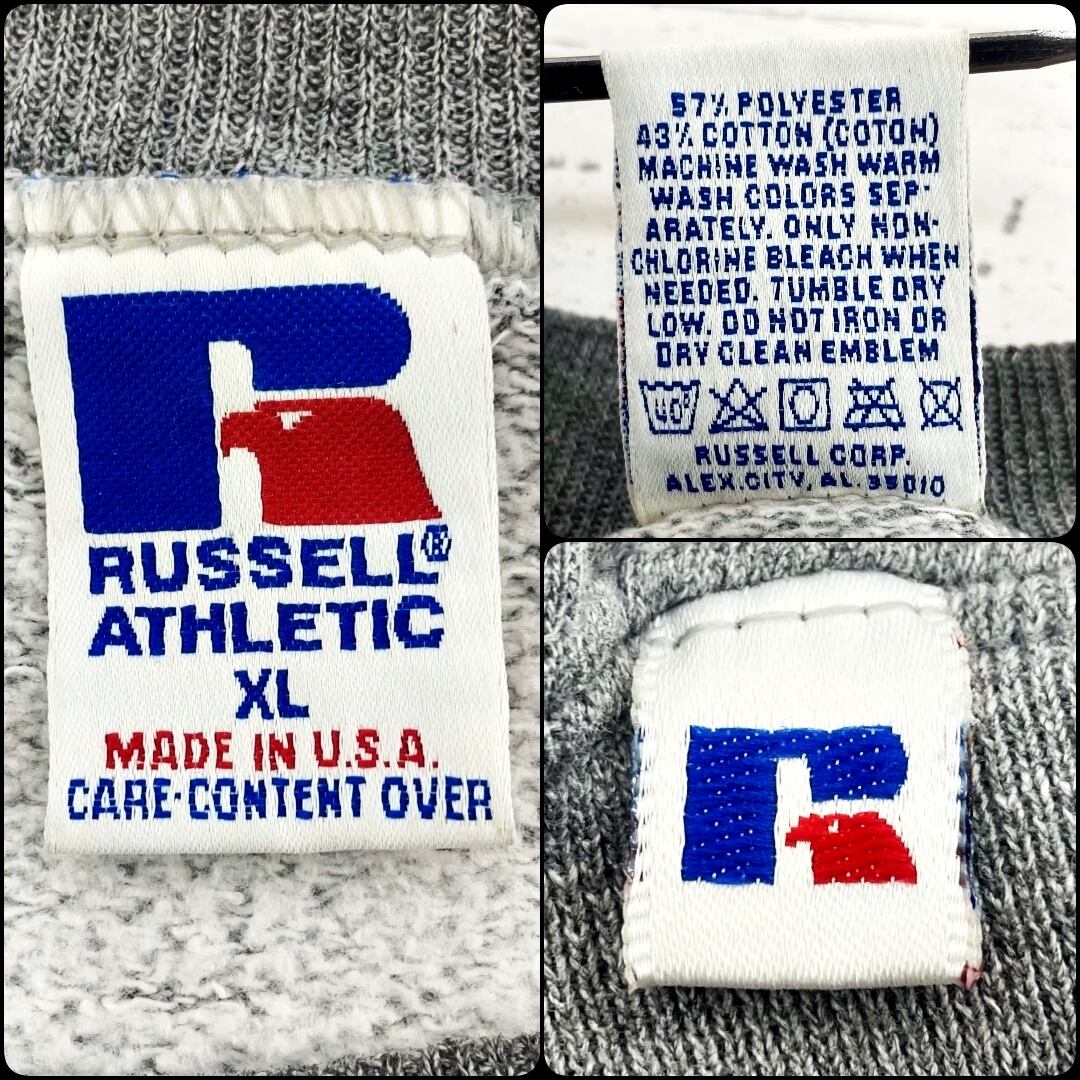 RUSSELL®
ATHLETIC
XL
MADE IN U.S.A.
CARE·CONTENT OVER
57% POLYESTER
43% COTTON (COTON)
MACHINE WASH WARM
WASH COLORS SEP-
ARATELY. ONLY NON-
CHLORINE BLEACH WHEN
NEEDED. TUMBLE DRY
LOW. DO NOT IRON OR
DRY CLEAN EMBLEM
40°
RUSSELL CORP.
ALEX.CITY, AL. 35010